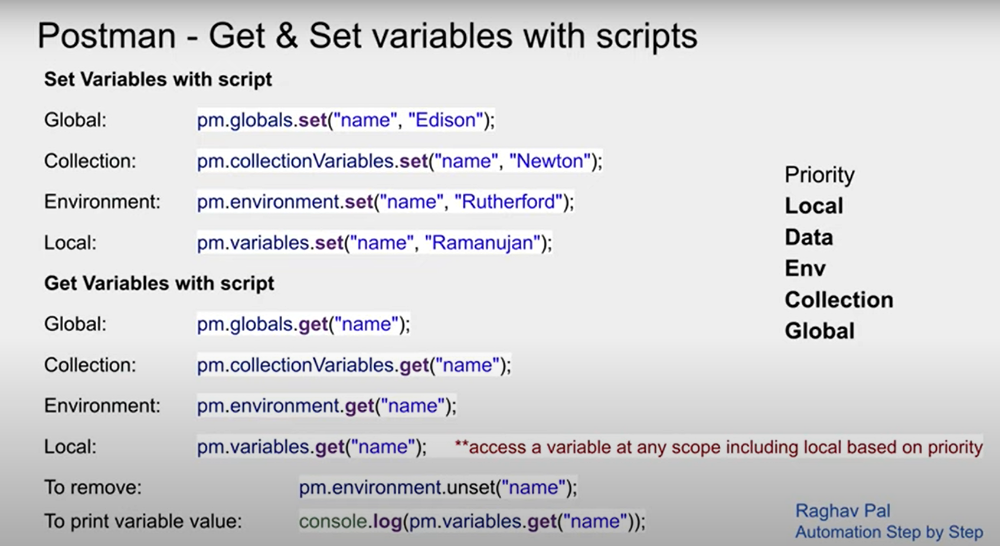 Postman - Get & Set variables with scripts
Set Variables with script
Global: pm.globals.set("name", "Edison");
Collection: pm.collectionVariables.set("name", "Newton");
Environment: pm.environment.set("name", "Rutherford");
Local: pm.variables.set("name", "Ramanujan");
Get Variables with script
Global: pm.globals.get("name");
Collection: pm.collectionVariables.get("name");
Environment: pm.environment.get("name");
Local: pm.variables.get("name"); **access a variable at any scope including local based on priority
To remove: pm.environment.unset("name");
To print variable value: console.log(pm.variables.get("name"));
Priority
Local
Data
Env
Collection
Global
Raghav Pal
Automation Step by Step